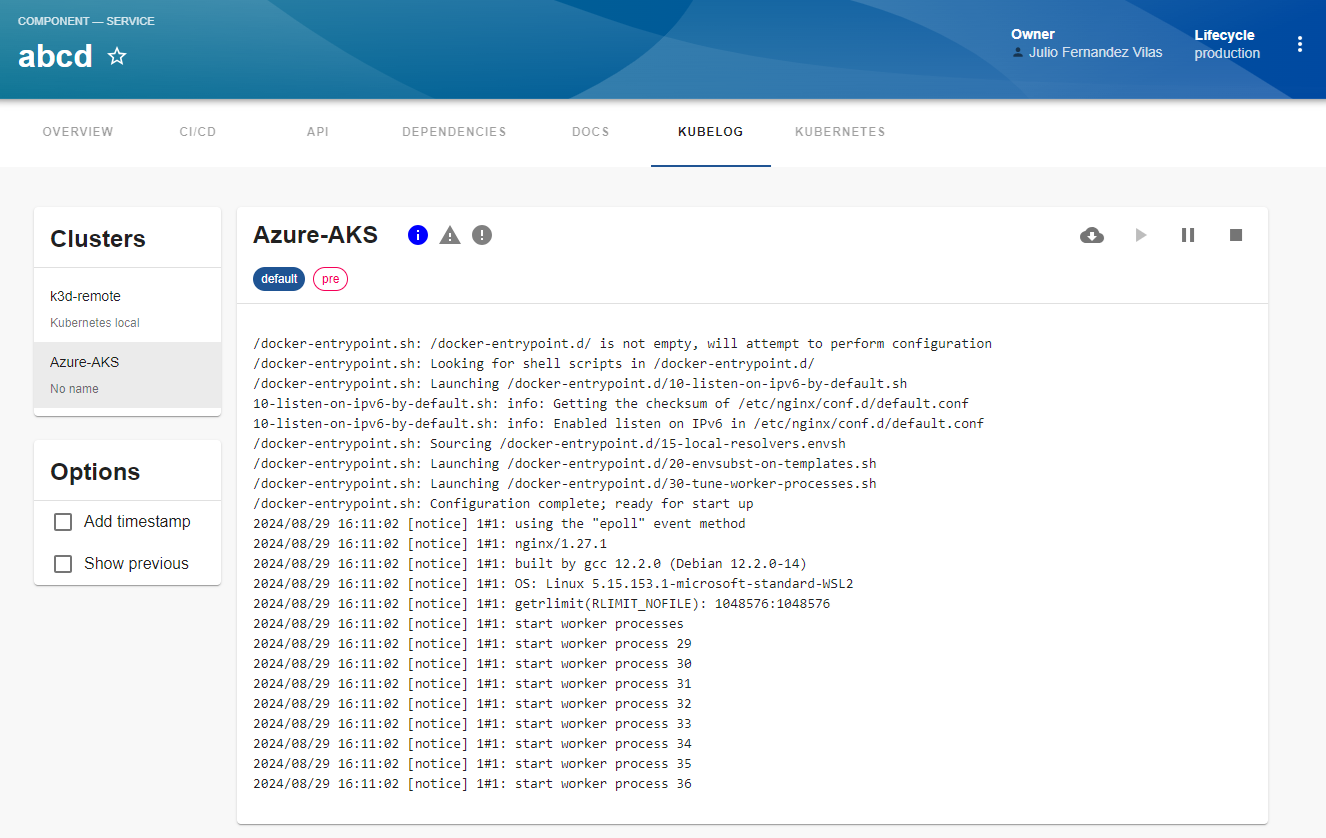 COMPONENT — SERVICE
abcd
Owner
Julio Fernandez Vilas
Lifecycle
production
OVERVIEW
CI/CD
API
DEPENDENCIES
DOCS
KUBELOG
KUBERNETES
Clusters
k3d-remote
Kubernetes local
Azure-AKS
No name
Options
Add timestamp
Show previous
Azure-AKS
default
pre
/docker-entrypoint.sh: /docker-entrypoint.d/ is not empty, will attempt to perform configuration
/docker-entrypoint.sh: Looking for shell scripts in /docker-entrypoint.d/
/docker-entrypoint.sh: Launching /docker-entrypoint.d/10-listen-on-ipv6-by-default.sh
10-listen-on-ipv6-by-default.sh: info: Getting the checksum of /etc/nginx/conf.d/default.conf
10-listen-on-ipv6-by-default.sh: info: Enabled listen on IPv6 in /etc/nginx/conf.d/default.conf
/docker-entrypoint.sh: Sourcing /docker-entrypoint.d/15-local-resolvers.envsh
/docker-entrypoint.sh: Launching /docker-entrypoint.d/20-envsubst-on-templates.sh
/docker-entrypoint.sh: Launching /docker-entrypoint.d/30-tune-worker-processes.sh
/docker-entrypoint.sh: Configuration complete; ready for start up
2024/08/29 16:11:02 [notice] 1#1: using the "epoll" event method
2024/08/29 16:11:02 [notice] 1#1: nginx/1.27.1
2024/08/29 16:11:02 [notice] 1#1: built by gcc 12.2.0 (Debian 12.2.0-14)
2024/08/29 16:11:02 [notice] 1#1: OS: Linux 5.15.153.1-microsoft-standard-WSL2
2024/08/29 16:11:02 [notice] 1#1: getrlimit(RLIMIT_NOFILE): 1048576:1048576
2024/08/29 16:11:02 [notice] 1#1: start worker processes
2024/08/29 16:11:02 [notice] 1#1: start worker process 29
2024/08/29 16:11:02 [notice] 1#1: start worker process 30
2024/08/29 16:11:02 [notice] 1#1: start worker process 31
2024/08/29 16:11:02 [notice] 1#1: start worker process 32
2024/08/29 16:11:02 [notice] 1#1: start worker process 33
2024/08/29 16:11:02 [notice] 1#1: start worker process 34
2024/08/29 16:11:02 [notice] 1#1: start worker process 35
2024/08/29 16:11:02 [notice] 1#1: start worker process 36